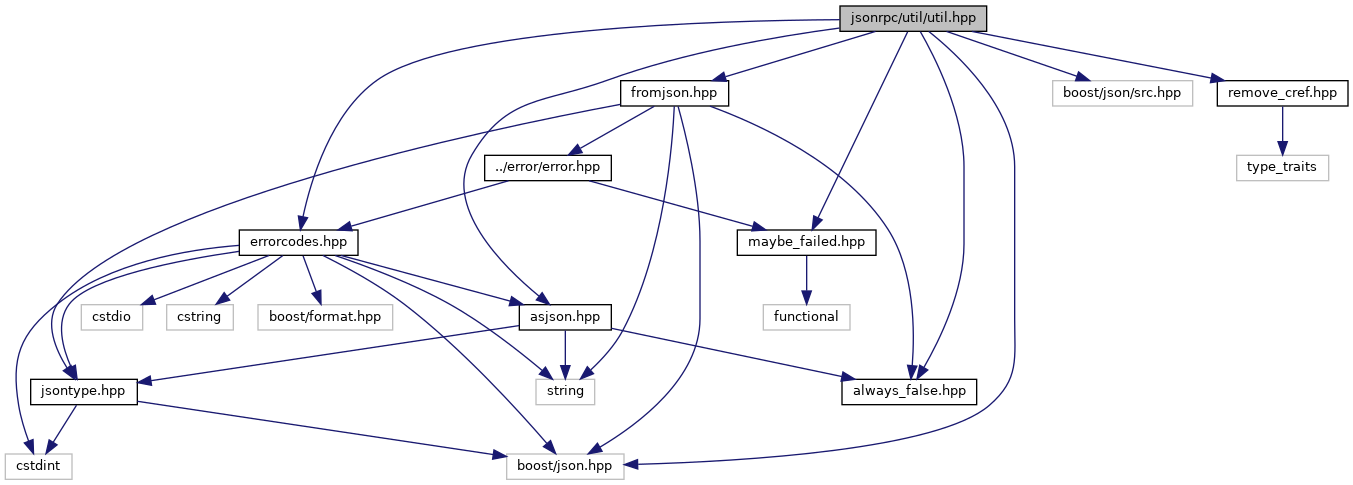 jsonrpc/util/util.hpp
fromjson.hpp
boost/json/src.hpp
remove_cref.hpp
../error/error.hpp
type_traits
errorcodes.hpp
maybe_failed.hpp
cstdio
cstring
boost/format.hpp
asjson.hpp
functional
jsontype.hpp
string
always_false.hpp
cstdint
boost/json.hpp